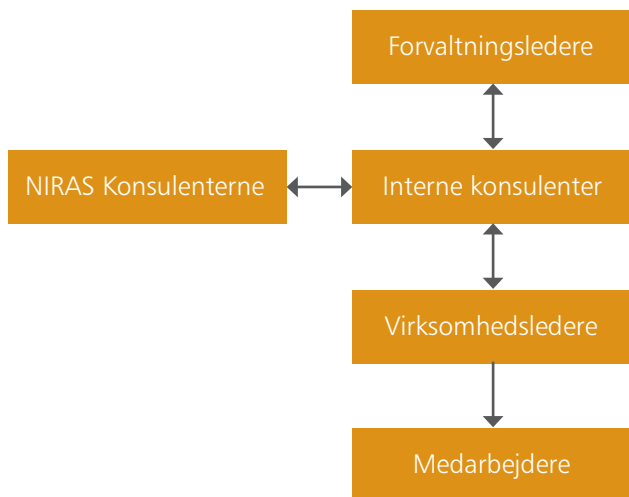 Forvaltningsledere
NIRAS Konsulenterne
Interne konsulenter
Virksomhedsledere
Medarbejdere